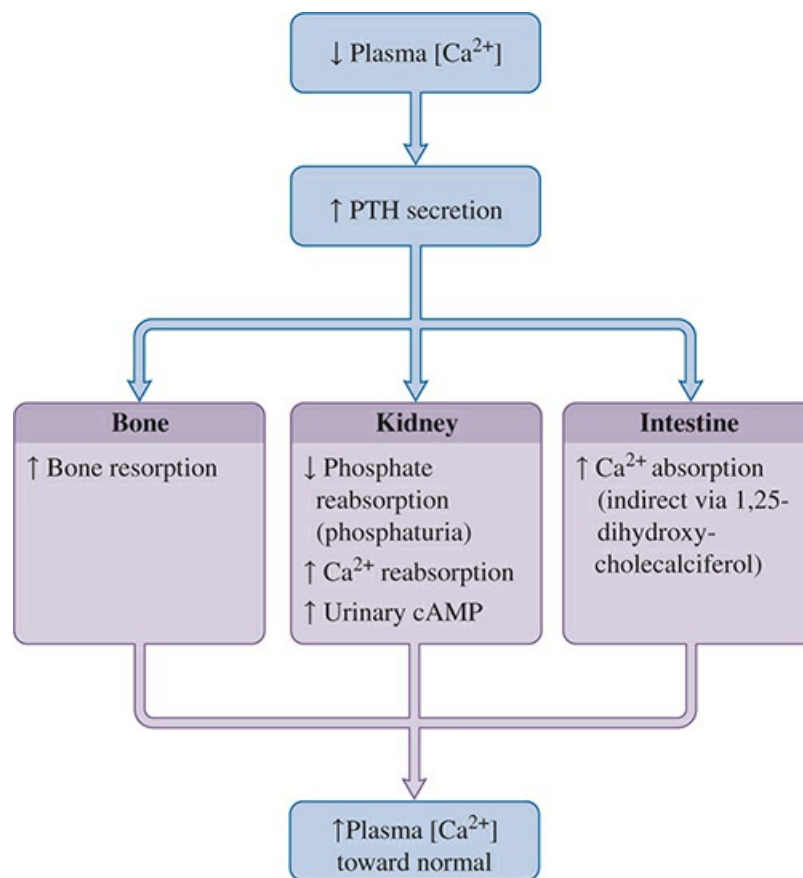 ↓ Plasma [Ca²⁺]
↑ PTH secretion
Bone
↑ Bone resorption
Kidney
↓ Phosphate
reabsorption
(phosphaturia)
↑ Ca²⁺ reabsorption
↑ Urinary cAMP
Intestine
↑ Ca²⁺ absorption
(indirect via 1,25-
dihydroxy-
cholecalciferol)
↑Plasma [Ca²⁺]
toward normal